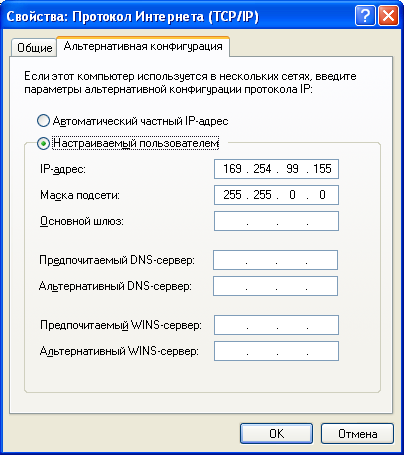 Свойства: Протокол Интернета (TCP/IP)
Общие
Альтернативная конфигурация
Если этот компьютер используется в нескольких сетях, введите
параметры альтернативной конфигурации протокола IP:
Автоматический частный IP-адрес
Настраиваемый пользователем
IP-адрес: 169 . 254 . 99 . 155
Маска подсети: 255 . 255 . 0 . 0
Основной шлюз: . . .
Предпочитаемый DNS-сервер: . . .
Альтернативный DNS-сервер: . . .
Предпочитаемый WINS-сервер: . . .
Альтернативный WINS-сервер: . . .
OK Отмена